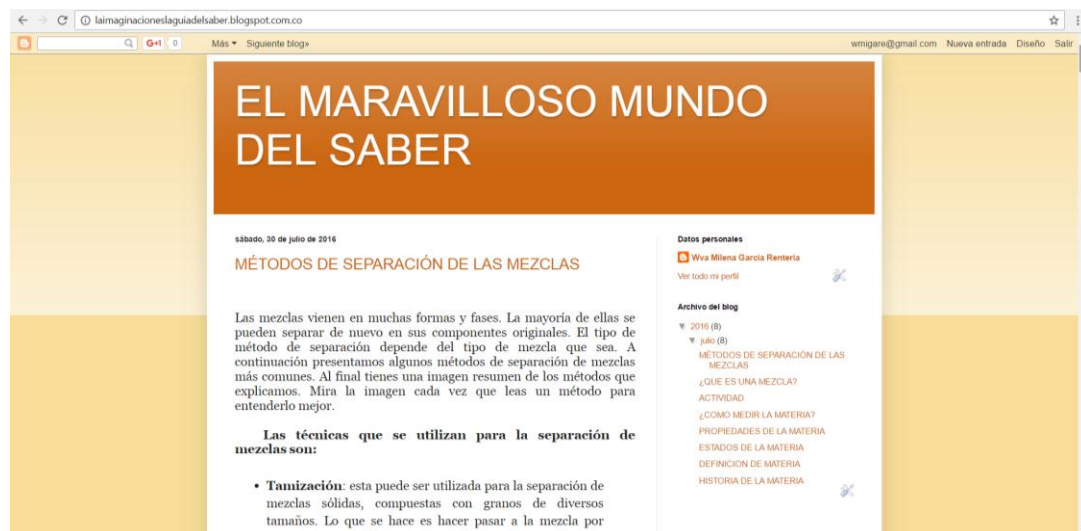 laimaginacioneslaguiadelsaber.blogspot.com.co
G+1 0 Más Siguiente blog» wmigare@gmail.com Nueva entrada Diseño Salir
EL MARAVILLOSO MUNDO
DEL SABER
sábado, 30 de julio de 2016
MÉTODOS DE SEPARACIÓN DE LAS MEZCLAS
Las mezclas vienen en muchas formas y fases. La mayoría de ellas se
pueden separar de nuevo en sus componentes originales. El tipo de
método de separación depende del tipo de mezcla que sea. A
continuación presentamos algunos métodos de separación de mezclas
más comunes. Al final tienes una imagen resumen de los métodos que
explicamos. Mira la imagen cada vez que leas un método para
entenderlo mejor.
Las técnicas que se utilizan para la separación de
mezclas son:
• Tamización: esta puede ser utilizada para la separación de
mezclas sólidas, compuestas con granos de diversos
tamaños. Lo que se hace es hacer pasar a la mezcla por
Datos personales
Wva Milena Garcia Renteria
Ver todo mi perfil
Archivo del blog
▼ 2016 (8)
▼ julio (8)
MÉTODOS DE SEPARACIÓN DE LAS
MEZCLAS
¿QUE ES UNA MEZCLA?
ACTIVIDAD
¿COMO MEDIR LA MATERIA?
PROPIEDADES DE LA MATERIA
ESTADOS DE LA MATERIA
DEFINICION DE MATERIA
HISTORIA DE LA MATERIA